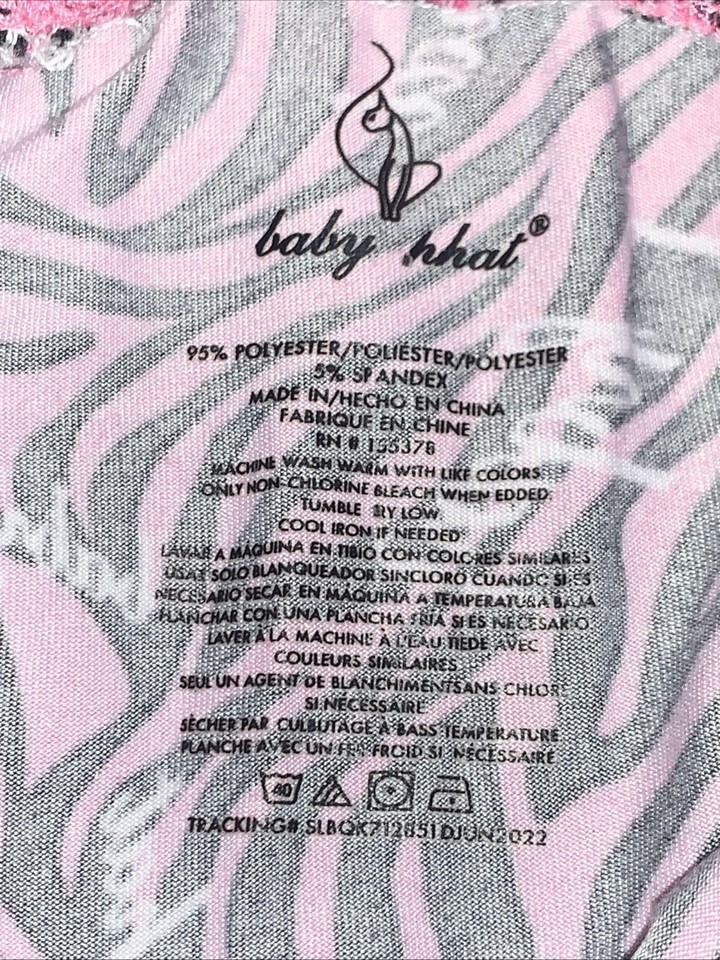 baby phat®
95% POLYESTER/POLIESTER/POLYESTER
5% SPANDEX
MADE IN/HECHO EN CHINA
FABRIQUE EN CHINE
RN # 155378
MACHINE WASH WARM WITH LIKE COLORS
ONLY NON-CHLORINE BLEACH WHEN EDDED.
TUMBLE DRY LOW
COOL IRON IF NEEDED
LAVAR A MAQUINA EN TIBIO CON COLORES SIMILARES
USAE SOLO BLANQUEADOR SINCLORO CUANDO SI ES
NECESARIO SECAR EN MAQUINA A TEMPERATURA BAJA
PLANCHAR CON UNA PLANCHA FRIA SI ES NECESARIO
LAVER À LA MACHINE À L'EAU TIEDE AVEC
COULEURS SIMILAIRES
SEUL UN AGENT DE BLANCHIMENTSANS CHLORE
SI NÉCESSAIRE
SÉCHER PAR CULBUTAGE À BASS TEMPERATURE
PLANCHE AVEC UN FER FROID SI NÉCESSAIRE
40
TRACKING# SLBQK712851DJUN2022